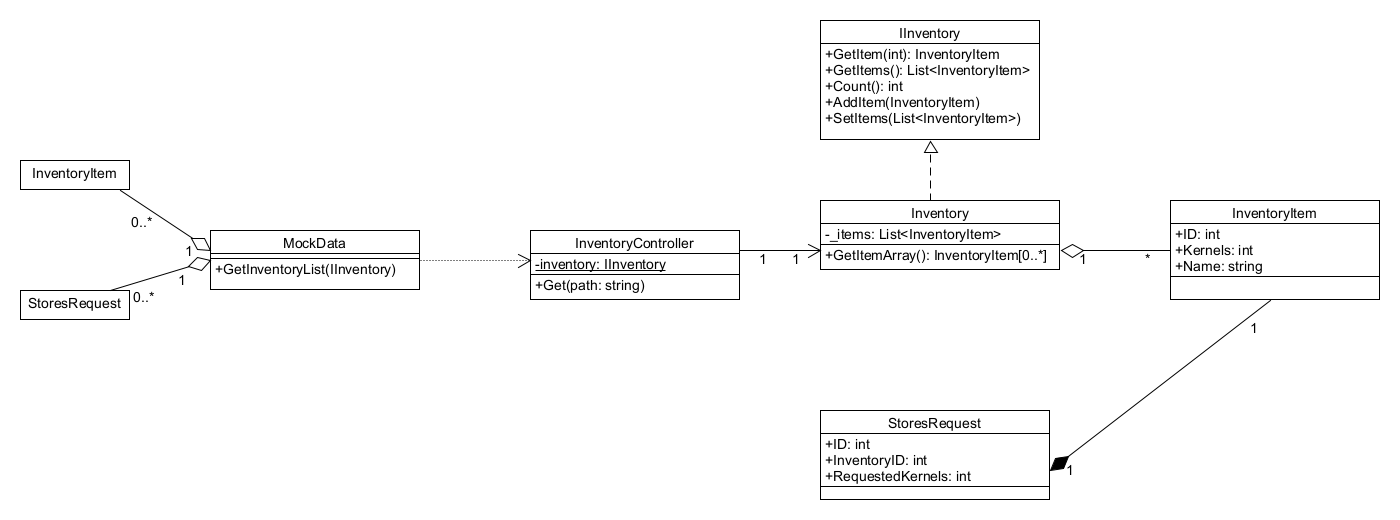 IInventory
+GetItem(int): InventoryItem
+GetItems(): List<InventoryItem>
+Count(): int
+AddItem(InventoryItem)
+SetItems(List<InventoryItem>)
InventoryItem
0..*
1
MockData
+GetInventoryList(IInventory)
1
StoresRequest
0..*
InventoryController
-inventory: IInventory
+Get(path: string)
1
1
Inventory
-_items: List<InventoryItem>
+GetItemArray(): InventoryItem[0..*]
1
*
InventoryItem
+ID: int
+Kernels: int
+Name: string
1
StoresRequest
+ID: int
+InventoryID: int
+RequestedKernels: int
1